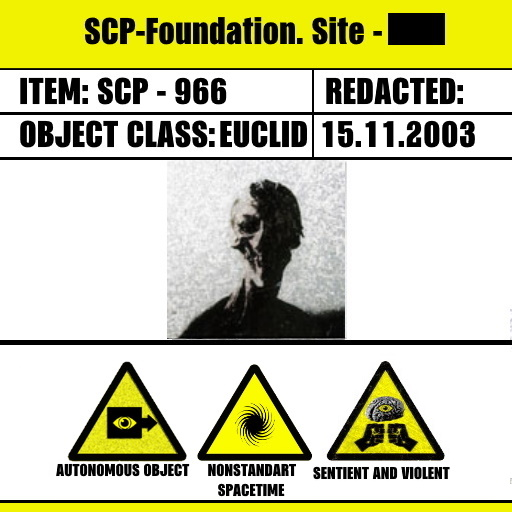 SCP-Foundation. Site -
ITEM: SCP - 966
REDACTED:
OBJECT CLASS: EUCLID
15.11.2003
AUTONOMOUS OBJECT
NONSTANDART
SPACETIME
SENTIENT AND VIOLENT